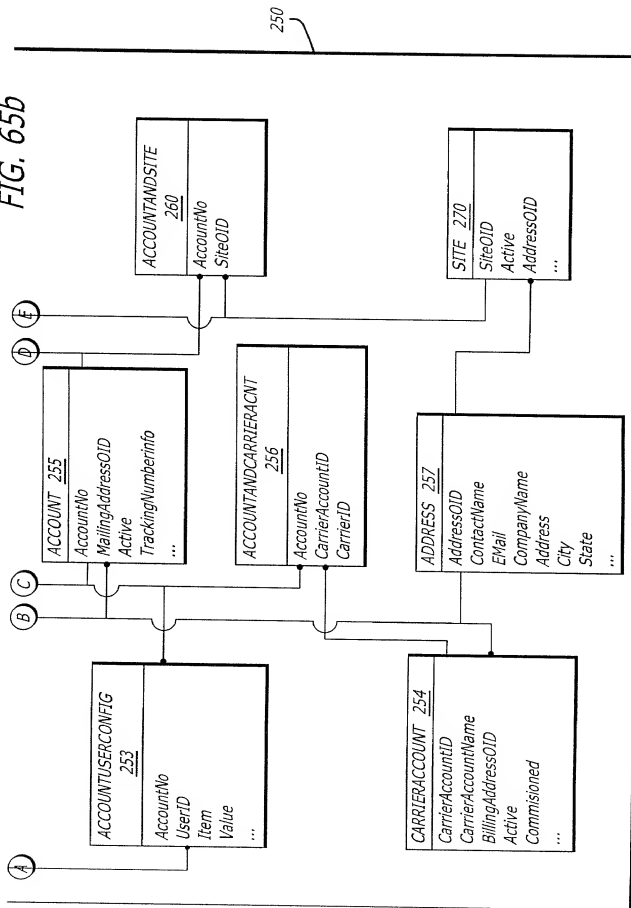 FIG. 65b
250
A
B
C
D
E
ACCOUNTUSERCONFIG
253
AccountNo
UserID
Item
Value
...
ACCOUNT 255
AccountNo
MailingAddressOID
Active
TrackingNumberinfo
...
ACCOUNTANDSITE
260
AccountNo
SiteOID
ACCOUNTANDCARRIERACNT
256
AccountNo
CarrierAccountID
CarrierID
CARRIERACCOUNT 254
CarrierAccountID
CarrierAccountName
BillingAddressOID
Active
Commisioned
...
ADDRESS 257
AddressOID
ContactName
EMail
CompanyName
Address
City
State
...
SITE 270
SiteOID
Active
AddressOID
...